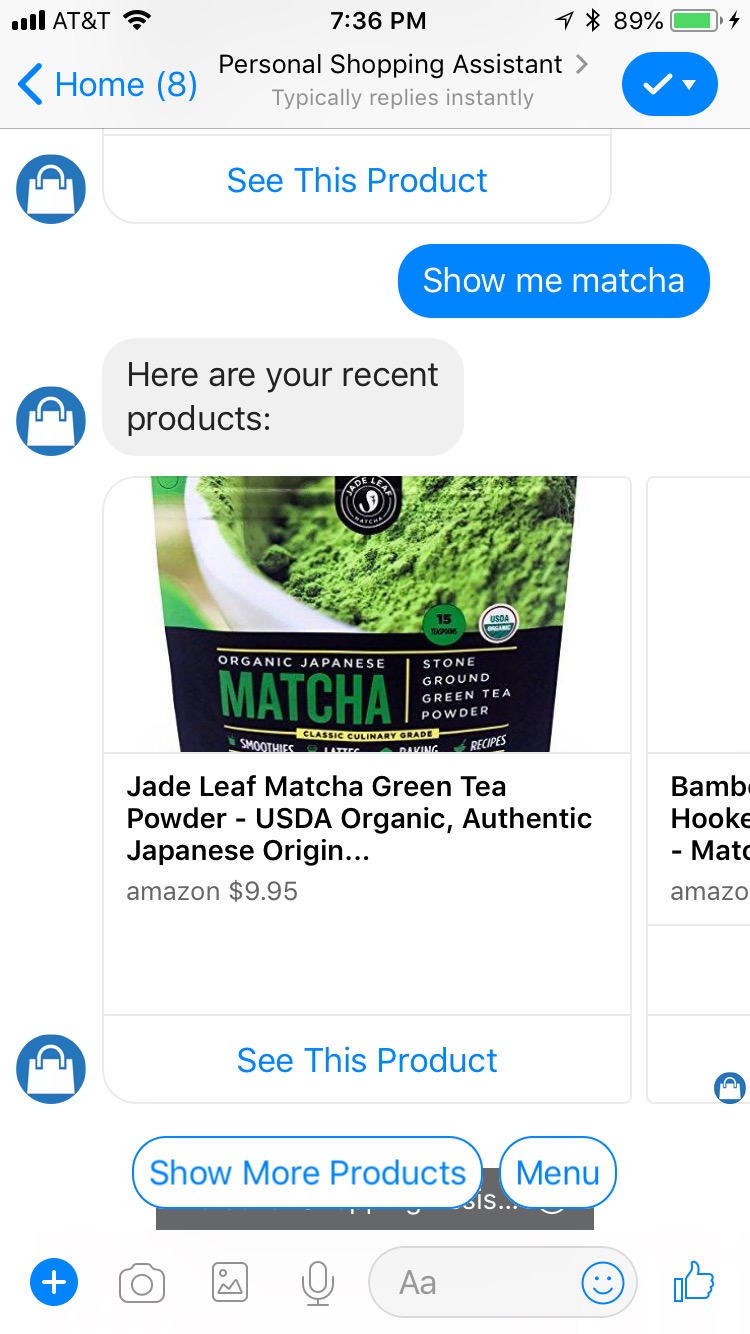 AT&T
7:36 PM
89%
Home (8)
Personal Shopping Assistant
Typically replies instantly
See This Product
Show me matcha
Here are your recent
products:
JADE LEAF
MATCHA
15
TEASPOONS
USDA
ORGANIC
ORGANIC JAPANESE
MATCHA
STONE
GROUND
GREEN TEA
POWDER
CLASSIC CULINARY GRADE
SMOOTHIES LATTES BAKING RECIPES
Jade Leaf Matcha Green Tea
Powder - USDA Organic, Authentic
Japanese Origin...
amazon $9.95
See This Product
Bambo
Hooke
- Matc
amazo
Show More Products
Menu
Aa